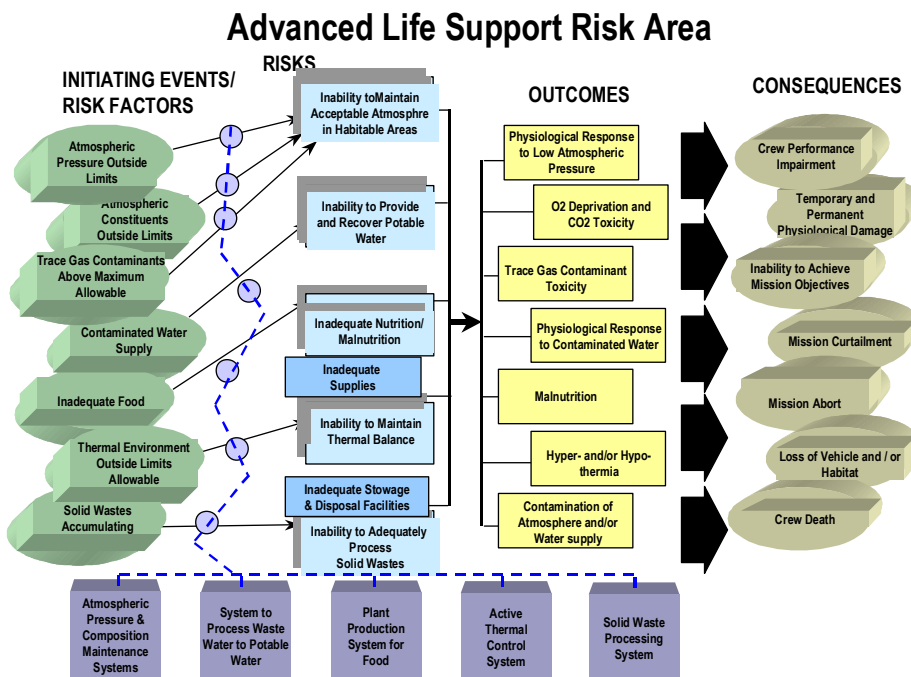 Advanced Life Support Risk Area
INITIATING EVENTS/
RISK FACTORS
Atmospheric
Pressure Outside
Limits
Atmospheric
Constituents
Outside Limits
Trace Gas Contaminants
Above Maximum
Allowable
Contaminated Water
Supply
Inadequate Food
Thermal Environment
Outside Limits
Allowable
Solid Wastes
Accumulating
RISKS
Inability toMaintain
Acceptable Atmosphre
in Habitable Areas
Inability to Provide
and Recover Potable
Water
Inadequate Nutrition/
Malnutrition
Inadequate
Supplies
Inability to Maintain
Thermal Balance
Inadequate Stowage
& Disposal Facilities
Inability to Adequately
Process
Solid Wastes
OUTCOMES
Physiological Response
to Low Atmospheric
Pressure
O2 Deprivation and
CO2 Toxicity
Trace Gas Contaminant
Toxicity
Physiological Response
to Contaminated Water
Malnutrition
Hyper- and/or Hypo-
thermia
Contamination of
Atmosphere and/or
Water supply
CONSEQUENCES
Crew Performance
Impairment
Temporary and
Permanent
Physiological Damage
Inability to Achieve
Mission Objectives
Mission Curtailment
Mission Abort
Loss of Vehicle and / or
Habitat
Crew Death
Atmospheric
Pressure &
Composition
Maintenance
Systems
System to
Process Waste
Water to Potable
Water
Plant
Production
System for
Food
Active
Thermal
Control
System
Solid Waste
Processing
System